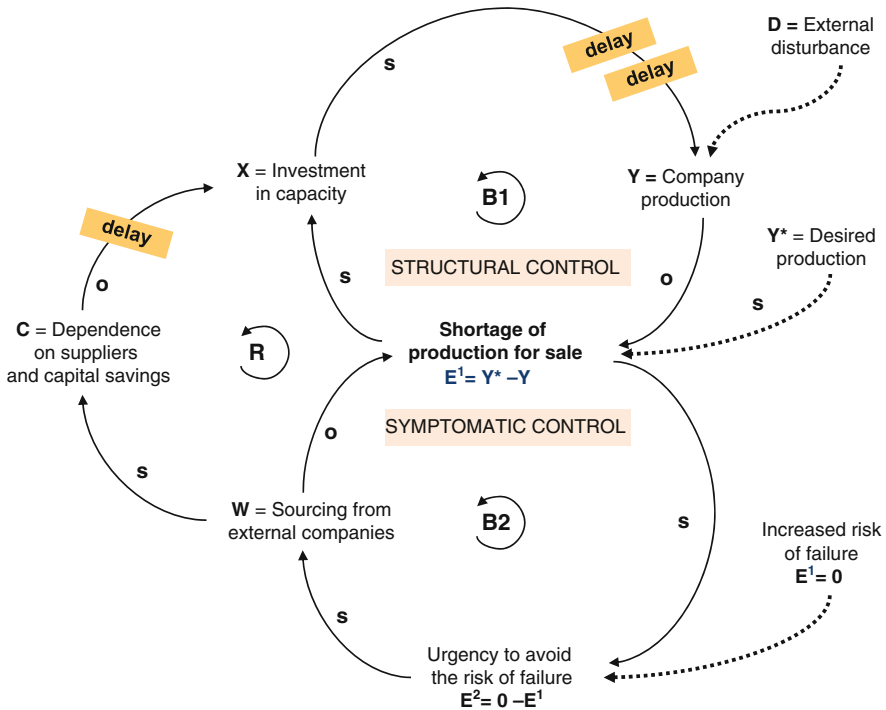 delay
delay
D = External
disturbance
s
X = Investment
in capacity
B1
Y = Company
production
delay
Y* = Desired
production
STRUCTURAL CONTROL
s
o
s
o
C = Dependence
on suppliers
and capital savings
R
Shortage of
production for sale
E¹= Y* –Y
SYMPTOMATIC CONTROL
o
s
W = Sourcing from
external companies
B2
s
Increased risk
of failure
E¹= 0
s
Urgency to avoid
the risk of failure
E²= 0 –E¹